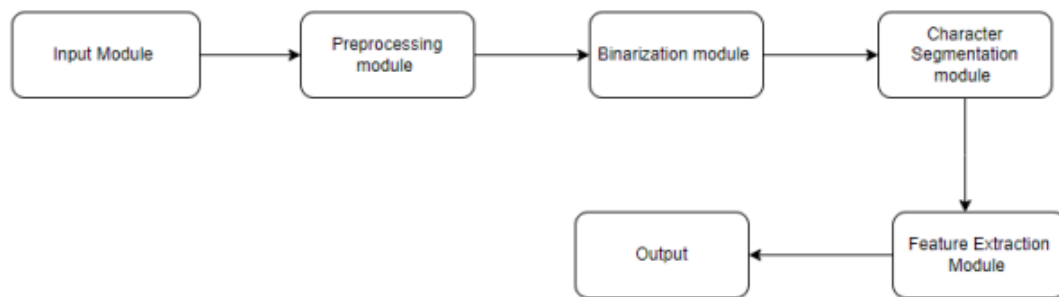 Input Module
Preprocessing
module
Binarization module
Character
Segmentation
module
Feature Extraction
Module
Output